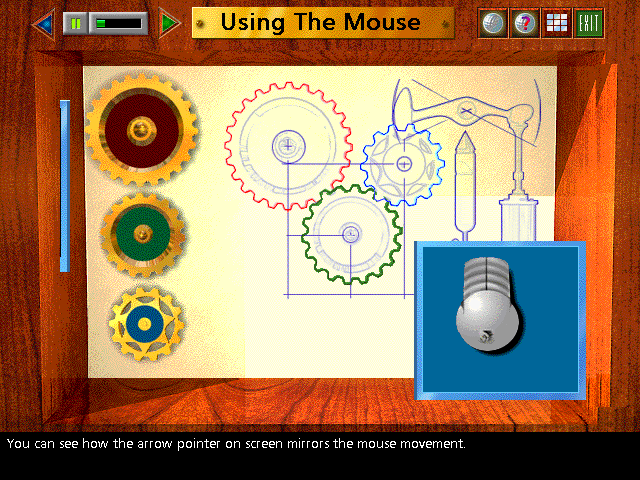 Using The Mouse
EXIT
You can see how the arrow pointer on screen mirrors the mouse movement.